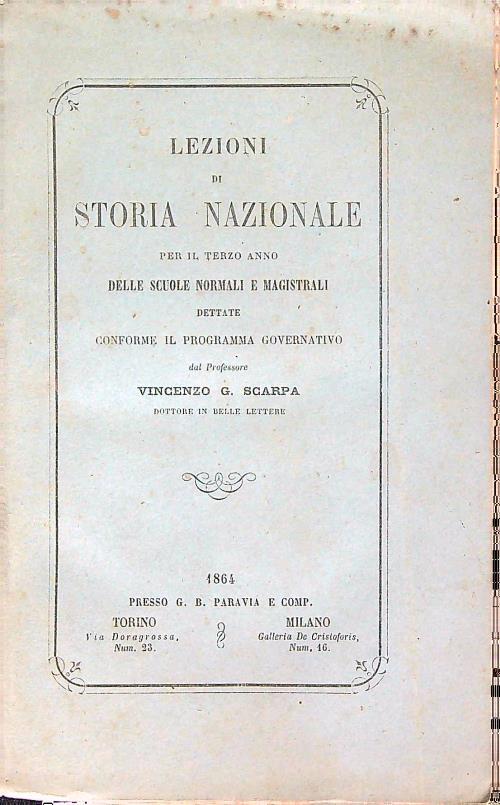 LEZIONI
DI
STORIA NAZIONALE
PER IL TERZO ANNO
DELLE SCUOLE NORMALI E MAGISTRALI
DETTATE
CONFORME IL PROGRAMMA GOVERNATIVO
dal Professore
VINCENZO G. SCARPA
DOTTORE IN BELLE LETTERE
1864
PRESSO G. B. PARAVIA E COMP.
TORINO
Via Doragrossa,
Num. 23.
MILANO
Galleria De Cristoforis,
Num. 16.